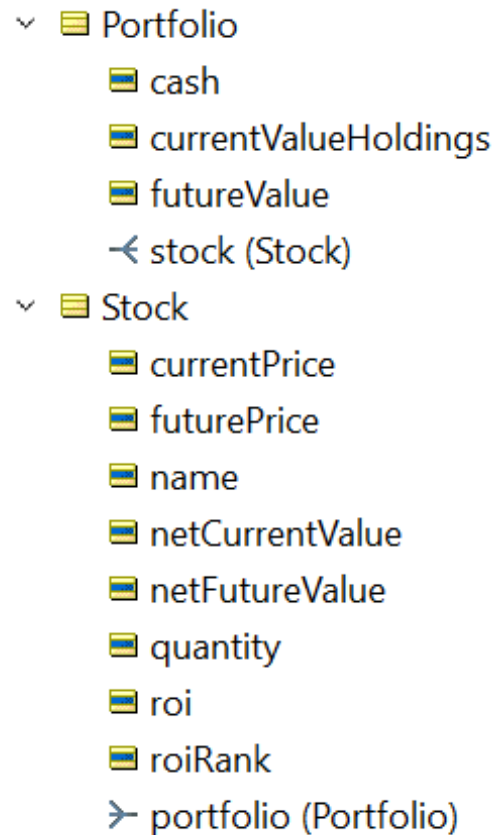 Portfolio
cash
currentValueHoldings
futureValue
stock (Stock)
Stock
currentPrice
futurePrice
name
netCurrentValue
netFutureValue
quantity
roi
roiRank
portfolio (Portfolio)